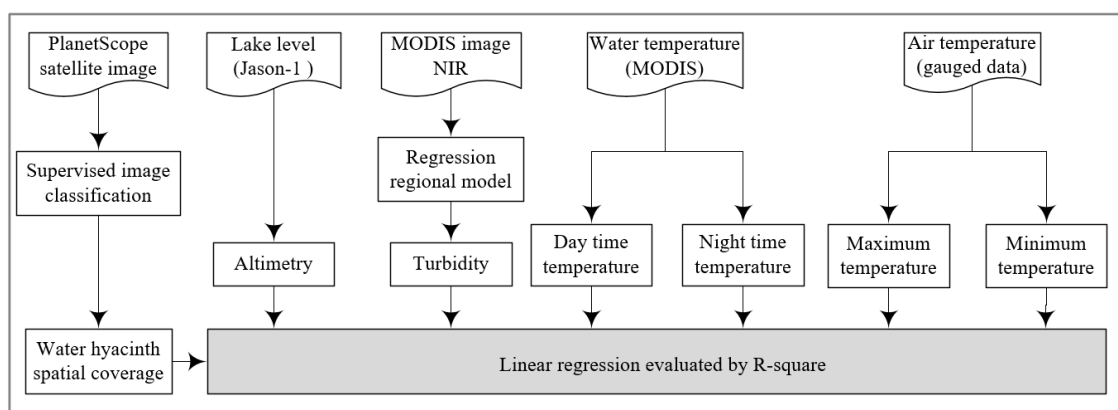 PlanetScope
satellite image
Lake level
(Jason-1 )
MODIS image
NIR
Water temperature
(MODIS)
Air temperature
(gauged data)
Supervised image
classification
Regression
regional model
Altimetry
Turbidity
Day time
temperature
Night time
temperature
Maximum
temperature
Minimum
temperature
Water hyacinth
spatial coverage
Linear regression evaluated by R-square